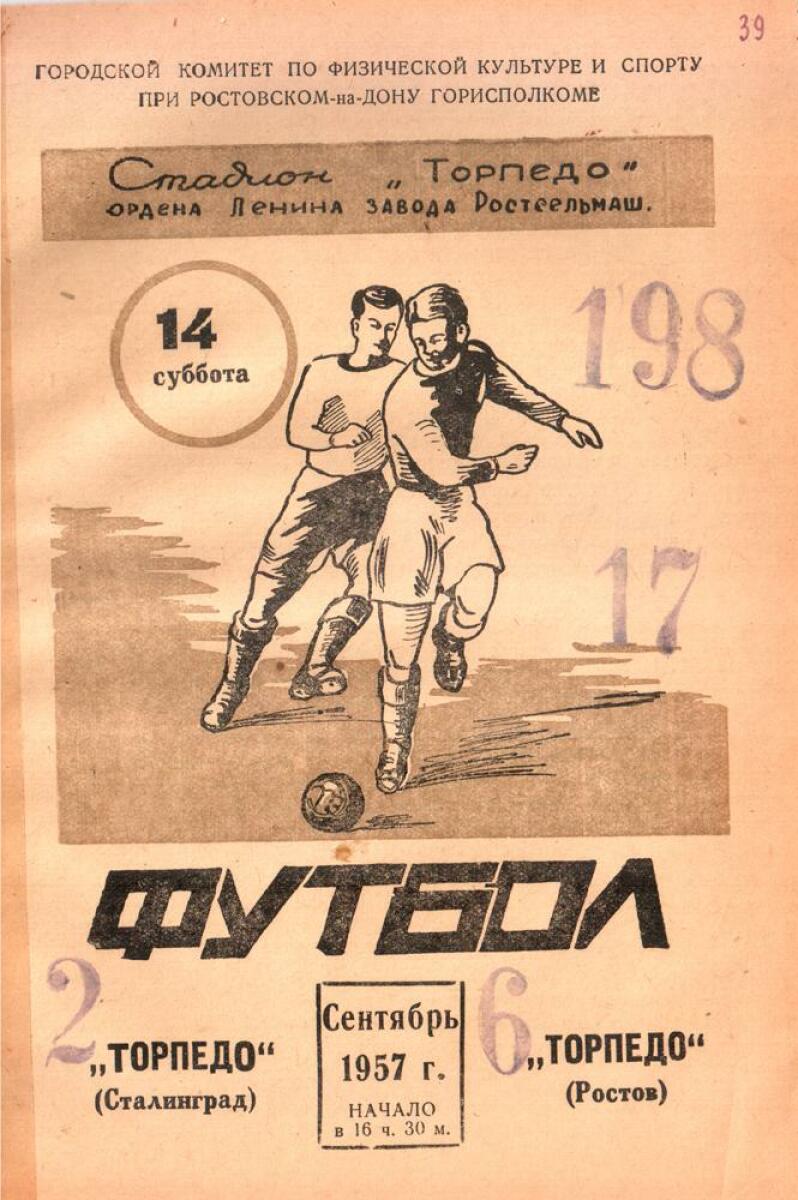 39
ГОРОДСКОЙ КОМИТЕТ ПО ФИЗИЧЕСКОЙ КУЛЬТУРЕ И СПОРТУ
ПРИ РОСТОВСКОМ-на-ДОНУ ГОРИСПОЛКОМЕ
Стадион „Торпедо"
ордена Ленина завода Ростсельмаш.
14
суббота
198
17
ФУТБОЛ
2
„ТОРПЕДО"
(Сталинград)
Сентябрь
1957 г.
НАЧАЛО
в 16 ч. 30 м.
6
„ТОРПЕДО"
(Ростов)